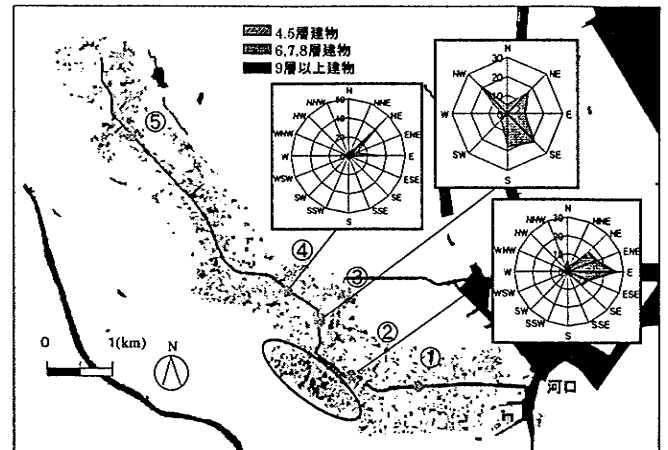 4.5層建物
6,7,8層建物
9層以上建物
N
NNW NNE
NW NE
WNW ENE
W E
WSW ESE
SW SE
SSW SSE
S
50
N
30
20
10
0
NW NE
W E
SW SE
S
N
30
20
10
NNW NNE
NW NE
WNW ENE
W E
WSW ESE
SW SE
SSW SSE
S
⑤
④
③
②
①
0 1(km)
N
河口